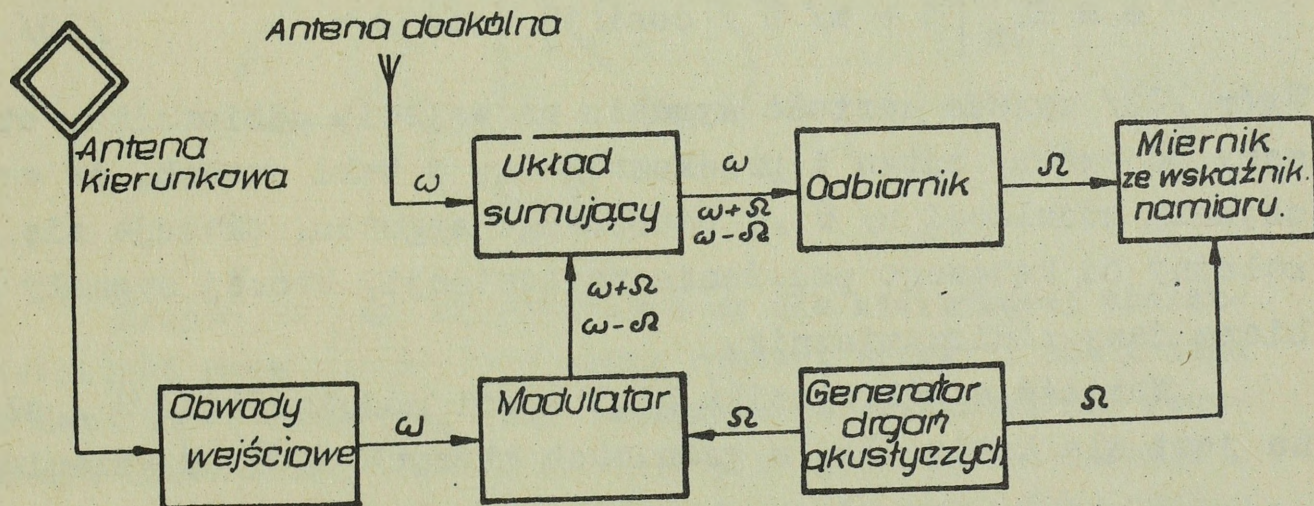 Antena dookólna
Antena
kierunkowa
ω
Układ
sumujący
ω
ω+Ω
ω-Ω
Odbiornik
Ω
Miernik
ze wskaźnik.
namiaru.
ω+Ω
ω-Ω
Obwody
wejściowe
ω
Modulator
Ω
Generator
drgań
akustyczych
Ω